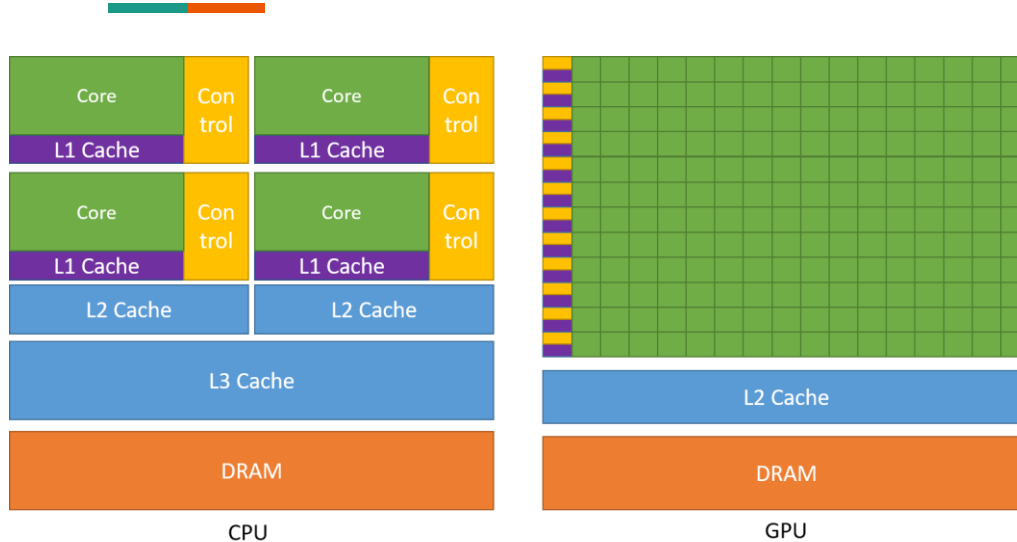 Core
Con
trol
L1 Cache
Core
Con
trol
L1 Cache
Core
Con
trol
L1 Cache
Core
Con
trol
L1 Cache
L2 Cache
L2 Cache
L3 Cache
DRAM
CPU
L2 Cache
DRAM
GPU